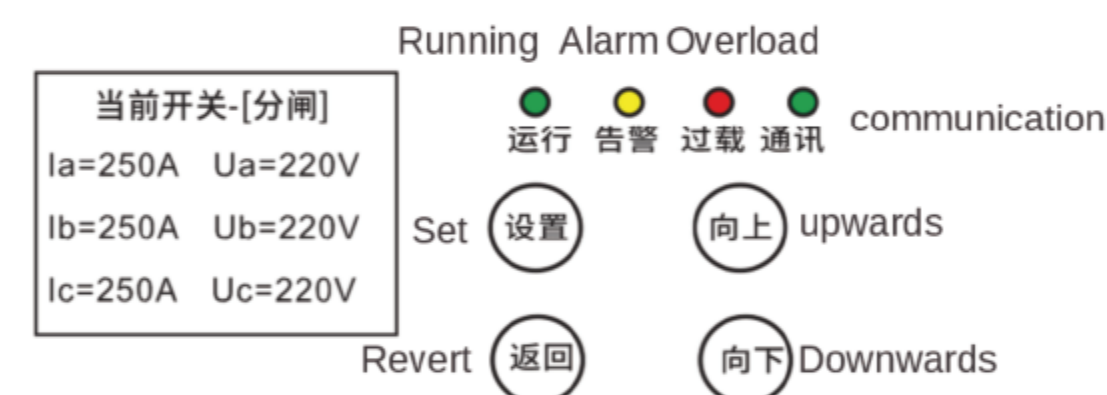 Running Alarm Overload
当前开关-[分闸]
Ia=250A Ua=220V
Ib=250A Ub=220V
Ic=250A Uc=220V
运行 告警 过载 通讯 communication
Set 设置 向上 upwards
Revert 返回 向下 Downwards